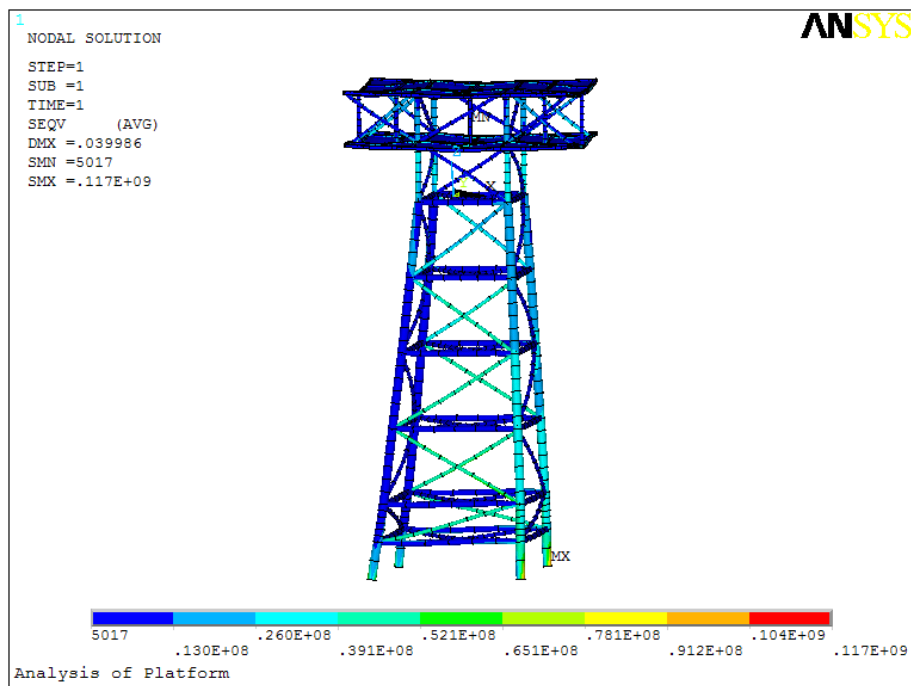 1
ANSYS
NODAL SOLUTION
STEP=1
SUB =1
TIME=1
SEQV (AVG)
DMX =.039986
SMN =5017
SMX =.117E+09
MN
Z
Y
X
MX
5017 .260E+08 .521E+08 .781E+08 .104E+09
.130E+08 .391E+08 .651E+08 .912E+08 .117E+09
Analysis of Platform